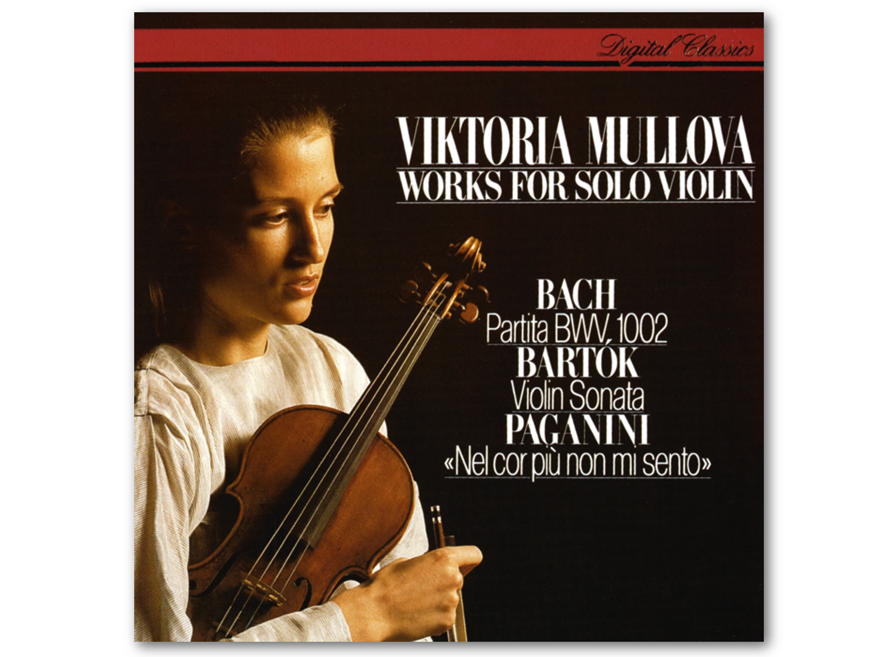 Digital Classics
VIKTORIA MULLOVA
WORKS FOR SOLO VIOLIN
BACH
Partita BWV. 1002
BARTÓK
Violin Sonata
PAGANINI
«Nel cor più non mi sento»